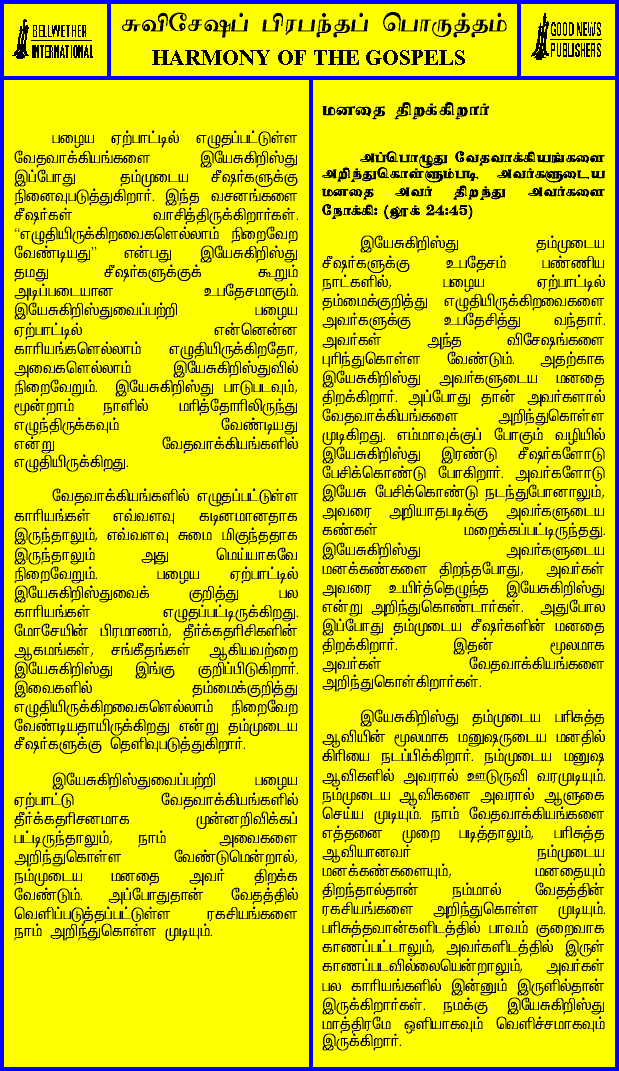 BELLWETHER
INTERNATIONAL
சுவிசேஷப் பிரபந்தப் பொருத்தம்
HARMONY OF THE GOSPELS
GOOD NEWS
PUBLISHERS
பழைய ஏற்பாட்டில் எழுதப்பட்டுள்ள
வேதவாக்கியங்களை இயேசுகிறிஸ்து
இப்போது தம்முடைய சீஷர்களுக்கு
நினைவுபடுத்துகிறார். இந்த வசனங்களை
சீஷர்கள் வாசித்திருக்கிறார்கள்.
“எழுதியிருக்கிறவைகளெல்லாம் நிறைவேற
வேண்டியது” என்பது இயேசுகிறிஸ்து
தமது சீஷர்களுக்குக் கூறும்
அடிப்படையான உபதேசமாகும்.
இயேசுகிறிஸ்துவைப்பற்றி பழைய
ஏற்பாட்டில் என்னென்ன
காரியங்களெல்லாம் எழுதியிருக்கிறதோ,
அவைகளெல்லாம் இயேசுகிறிஸ்துவில்
நிறைவேறும். இயேசுகிறிஸ்து பாடுபடவும்,
மூன்றாம் நாளில் மரித்தோரிலிருந்து
எழுந்திருக்கவும் வேண்டியது
என்று வேதவாக்கியங்களில்
எழுதியிருக்கிறது.
வேதவாக்கியங்களில் எழுதப்பட்டுள்ள
காரியங்கள் எவ்வளவு கடினமானதாக
இருந்தாலும், எவ்வளவு சுமை மிகுந்ததாக
இருந்தாலும் அது மெய்யாகவே
நிறைவேறும். பழைய ஏற்பாட்டில்
இயேசுகிறிஸ்துவைக் குறித்து பல
காரியங்கள் எழுதப்பட்டிருக்கிறது.
மோசேயின் பிரமாணம், தீர்க்கதரிசிகளின்
ஆகமங்கள், சங்கீதங்கள் ஆகியவற்றை
இயேசுகிறிஸ்து இங்கு குறிப்பிடுகிறார்.
இவைகளில் தம்மைக்குறித்து
எழுதியிருக்கிறவைகளெல்லாம் நிறைவேற
வேண்டியதாயிருக்கிறது என்று தம்முடைய
சீஷர்களுக்கு தெளிவுபடுத்துகிறார்.
இயேசுகிறிஸ்துவைப்பற்றி பழைய
ஏற்பாட்டு வேதவாக்கியங்களில்
தீர்க்கதரிசனமாக முன்னறிவிக்கப்
பட்டிருந்தாலும், நாம் அவைகளை
அறிந்துகொள்ள வேண்டுமென்றால்,
நம்முடைய மனதை அவர் திறக்க
வேண்டும். அப்போதுதான் வேதத்தில்
வெளிப்படுத்தப்பட்டுள்ள ரகசியங்களை
நாம் அறிந்துகொள்ள முடியும்.
மனதை திறக்கிறார்
அப்பொழுது வேதவாக்கியங்களை
அறிந்துகொள்ளும்படி அவர்களுடைய
மனதை அவர் திறந்து அவர்களை
நோக்கி: (லூக் 24:45)
இயேசுகிறிஸ்து தம்முடைய
சீஷர்களுக்கு உபதேசம் பண்ணிய
நாட்களில், பழைய ஏற்பாட்டில்
தம்மைக்குறித்து எழுதியிருக்கிறவைகளை
அவர்களுக்கு உபதேசித்து வந்தார்.
அவர்கள் அந்த விசேஷங்களை
புரிந்துகொள்ள வேண்டும். அதற்காக
இயேசுகிறிஸ்து அவர்களுடைய மனதை
திறக்கிறார். அப்போது தான் அவர்களால்
வேதவாக்கியங்களை அறிந்துகொள்ள
முடிகிறது. எம்மாவுக்குப் போகும் வழியில்
இயேசுகிறிஸ்து இரண்டு சீஷர்களோடு
பேசிக்கொண்டு போகிறார். அவர்களோடு
இயேசு பேசிக்கொண்டு நடந்துபோனாலும்,
அவரை அறியாதபடிக்கு அவர்களுடைய
கண்கள் மறைக்கப்பட்டிருந்தது.
இயேசுகிறிஸ்து அவர்களுடைய
மனக்கண்களை திறந்தபோது, அவர்கள்
அவரை உயிர்த்தெழுந்த இயேசுகிறிஸ்து
என்று அறிந்துகொண்டார்கள். அதுபோல
இப்போது தம்முடைய சீஷர்களின் மனதை
திறக்கிறார். இதன் மூலமாக
அவர்கள் வேதவாக்கியங்களை
அறிந்துகொள்கிறார்கள்.
இயேசுகிறிஸ்து தம்முடைய பரிசுத்த
ஆவியின் மூலமாக மனுஷருடைய மனதில்
கிரியை நடப்பிக்கிறார். நம்முடைய மனுஷ
ஆவிகளில் அவரால் ஊடுருவி வரமுடியும்.
நம்முடைய ஆவிகளை அவரால் ஆளுகை
செய்ய முடியும். நாம் வேதவாக்கியங்களை
எத்தனை முறை படித்தாலும், பரிசுத்த
ஆவியானவர் நம்முடைய
மனக்கண்களையும், மனதையும்
திறந்தால்தான் நம்மால் வேதத்தின்
ரகசியங்களை அறிந்துகொள்ள முடியும்.
பரிசுத்தவான்களிடத்தில் பாவம் குறைவாக
காணப்பட்டாலும், அவர்களிடத்தில் இருள்
காணப்படவில்லையென்றாலும், அவர்கள்
பல காரியங்களில் இன்னும் இருளில்தான்
இருக்கிறார்கள். நமக்கு இயேசுகிறிஸ்து
மாத்திரமே ஒளியாகவும் வெளிச்சமாகவும்
இருக்கிறார்.